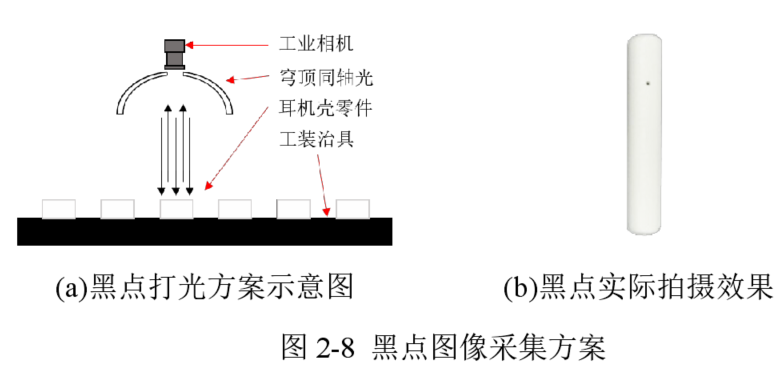 工业相机
穹顶同轴光
耳机壳零件
工装治具
(a)黑点打光方案示意图
(b)黑点实际拍摄效果
图 2-8 黑点图像采集方案